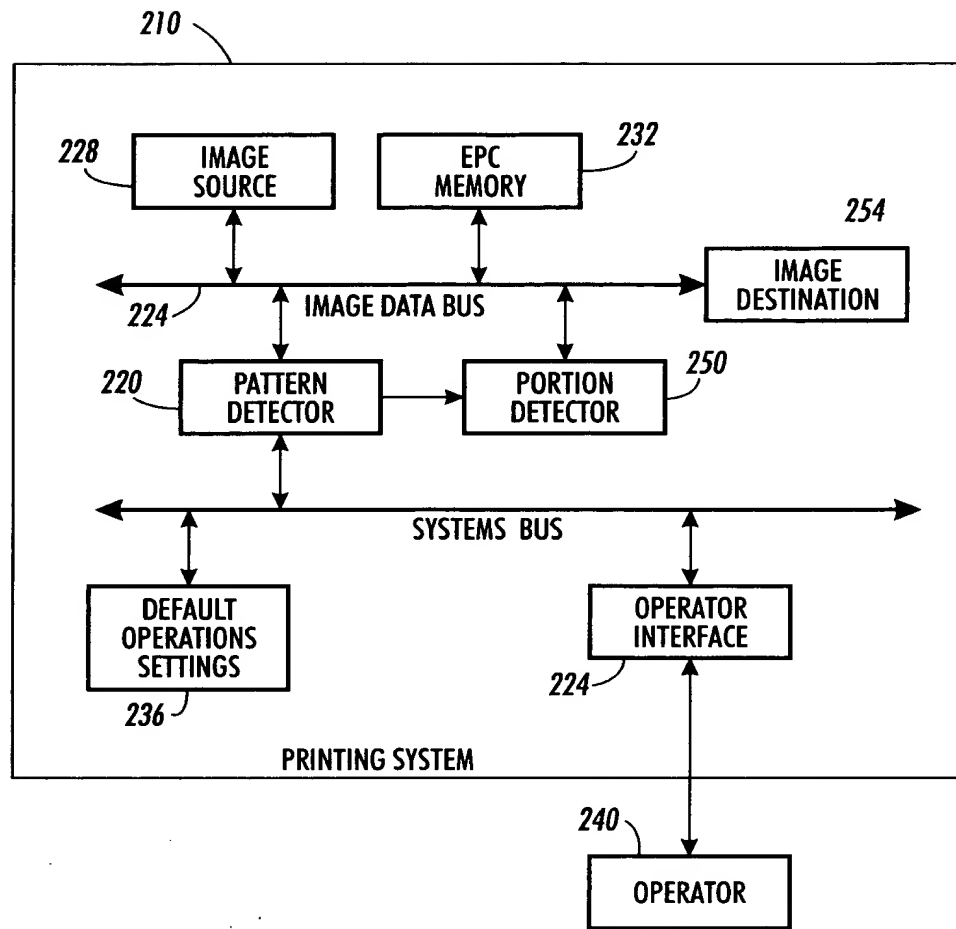 210
228
IMAGE
SOURCE
EPC
MEMORY
232
254
IMAGE
DESTINATION
224
IMAGE DATA BUS
220
PATTERN
DETECTOR
PORTION
DETECTOR
250
SYSTEMS BUS
DEFAULT
OPERATIONS
SETTINGS
236
OPERATOR
INTERFACE
224
PRINTING SYSTEM
240
OPERATOR